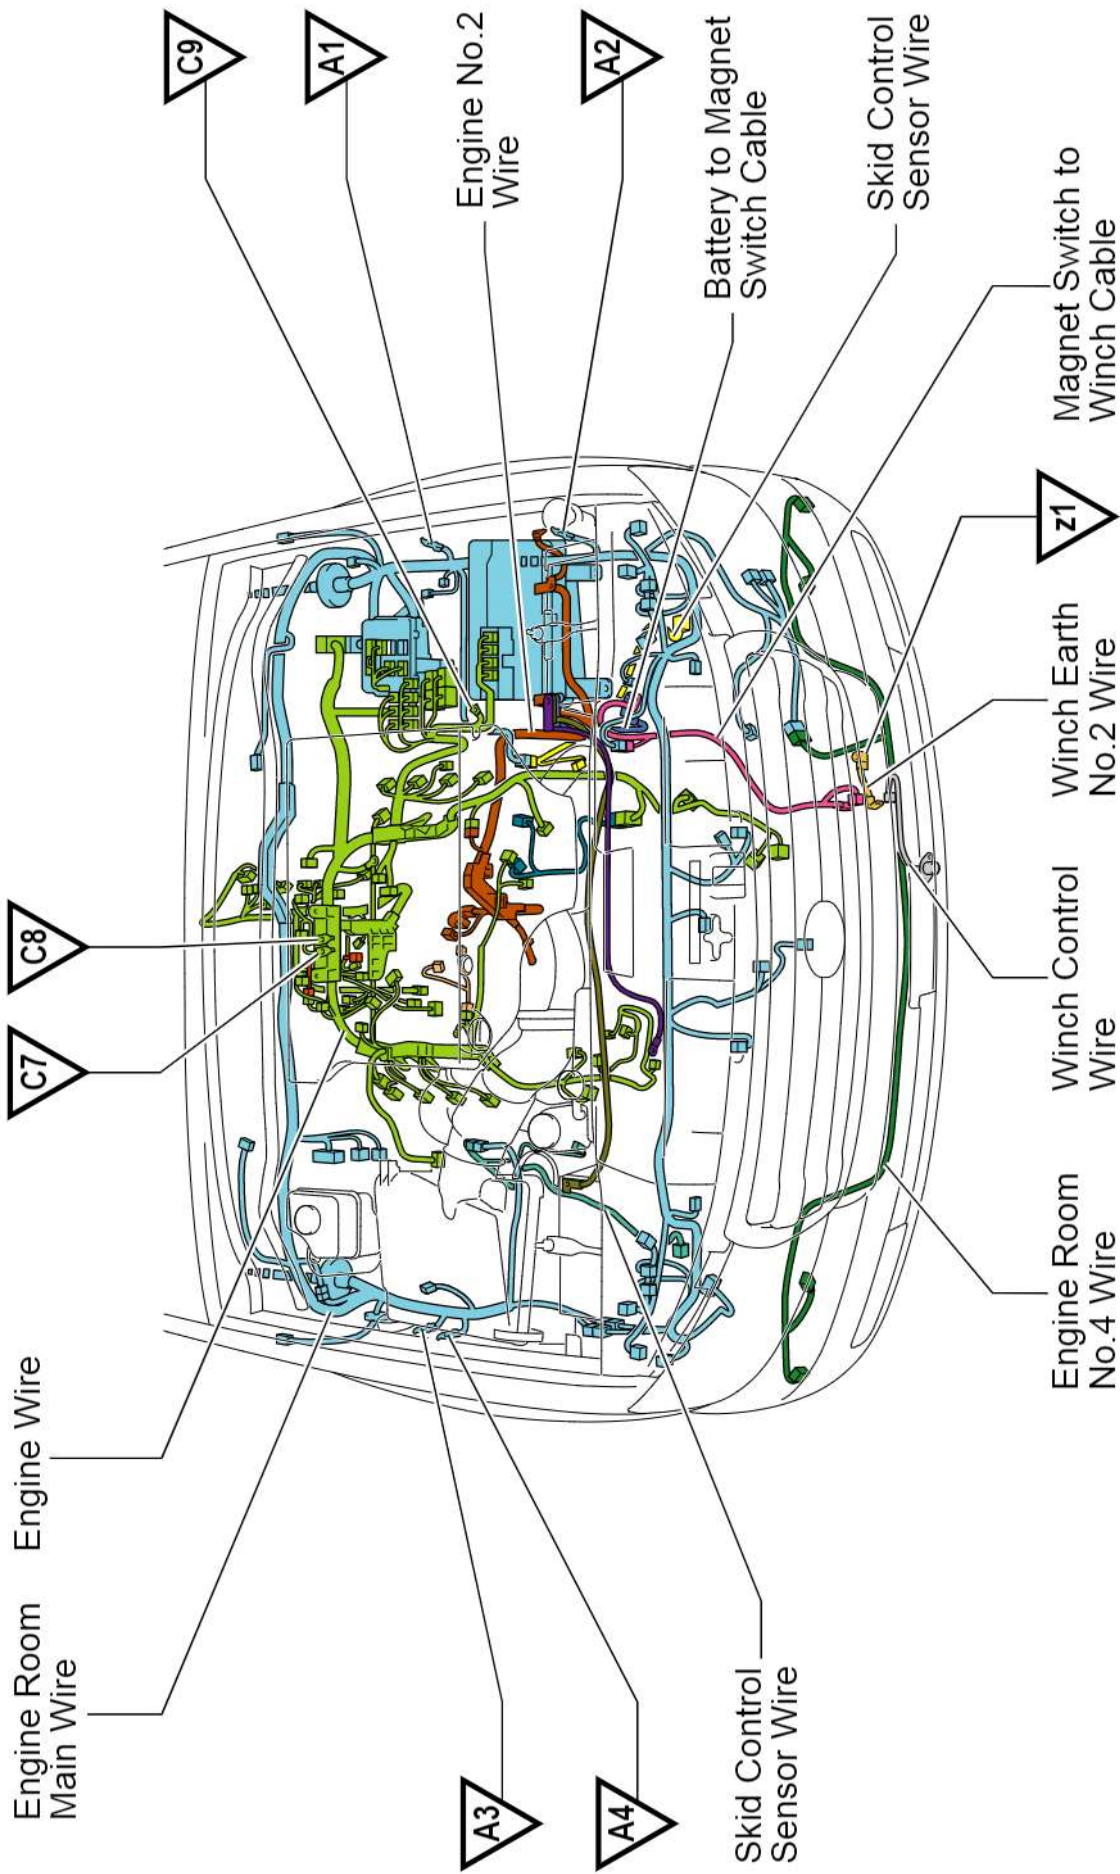 Engine Room
Main Wire
Engine Wire
C7
C8
C9
A1
Engine No.2
Wire
A2
Battery to Magnet
Switch Cable
Skid Control
Sensor Wire
Magnet Switch to
Winch Cable
z1
Winch Earth
No.2 Wire
Winch Control
Wire
Engine Room
No.4 Wire
Skid Control
Sensor Wire
A4
A3